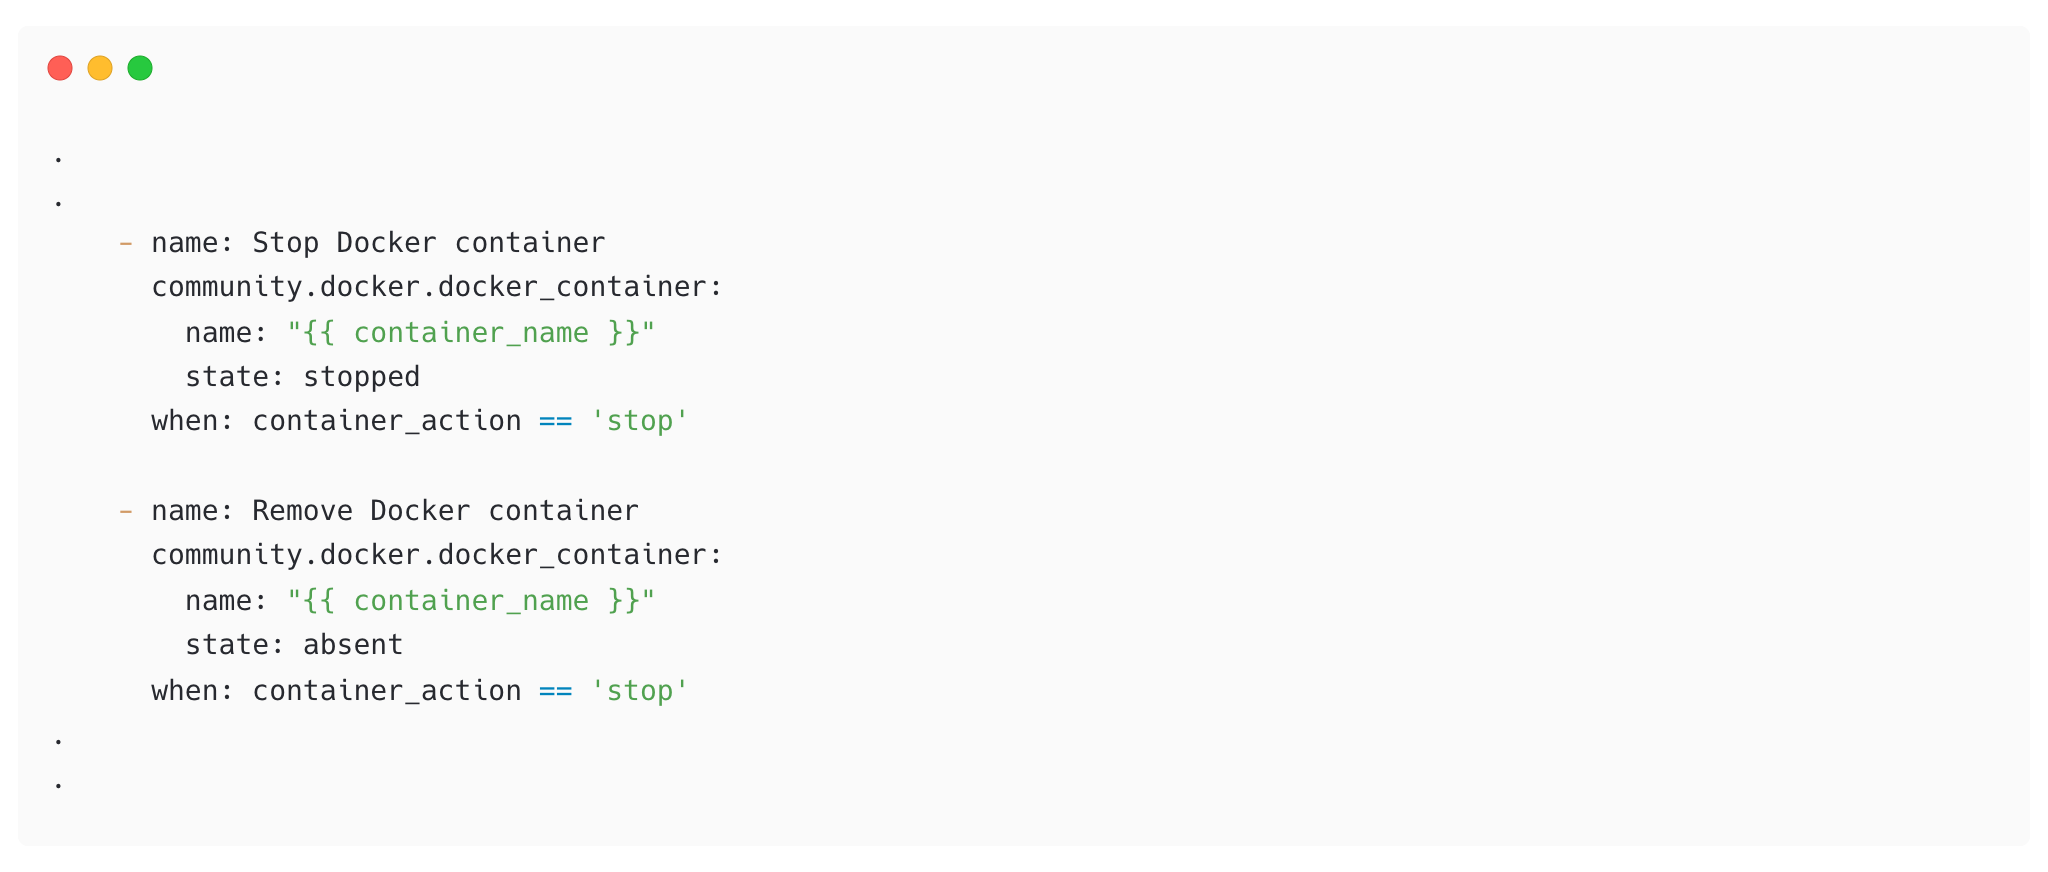 .
.
    - name: Stop Docker container
      community.docker.docker_container:
        name: "{{ container_name }}"
        state: stopped
      when: container_action == 'stop'

    - name: Remove Docker container
      community.docker.docker_container:
        name: "{{ container_name }}"
        state: absent
      when: container_action == 'stop'
.
.